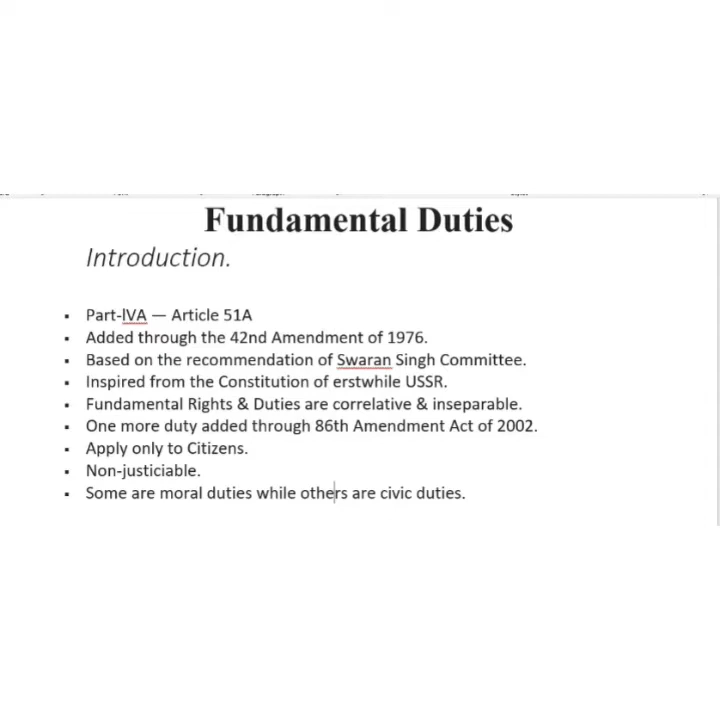 Fundamental Duties
Introduction.
▪ Part-IVA — Article 51A
▪ Added through the 42nd Amendment of 1976.
▪ Based on the recommendation of Swaran Singh Committee.
▪ Inspired from the Constitution of erstwhile USSR.
▪ Fundamental Rights & Duties are correlative & inseparable.
▪ One more duty added through 86th Amendment Act of 2002.
▪ Apply only to Citizens.
▪ Non-justiciable.
▪ Some are moral duties while others are civic duties.